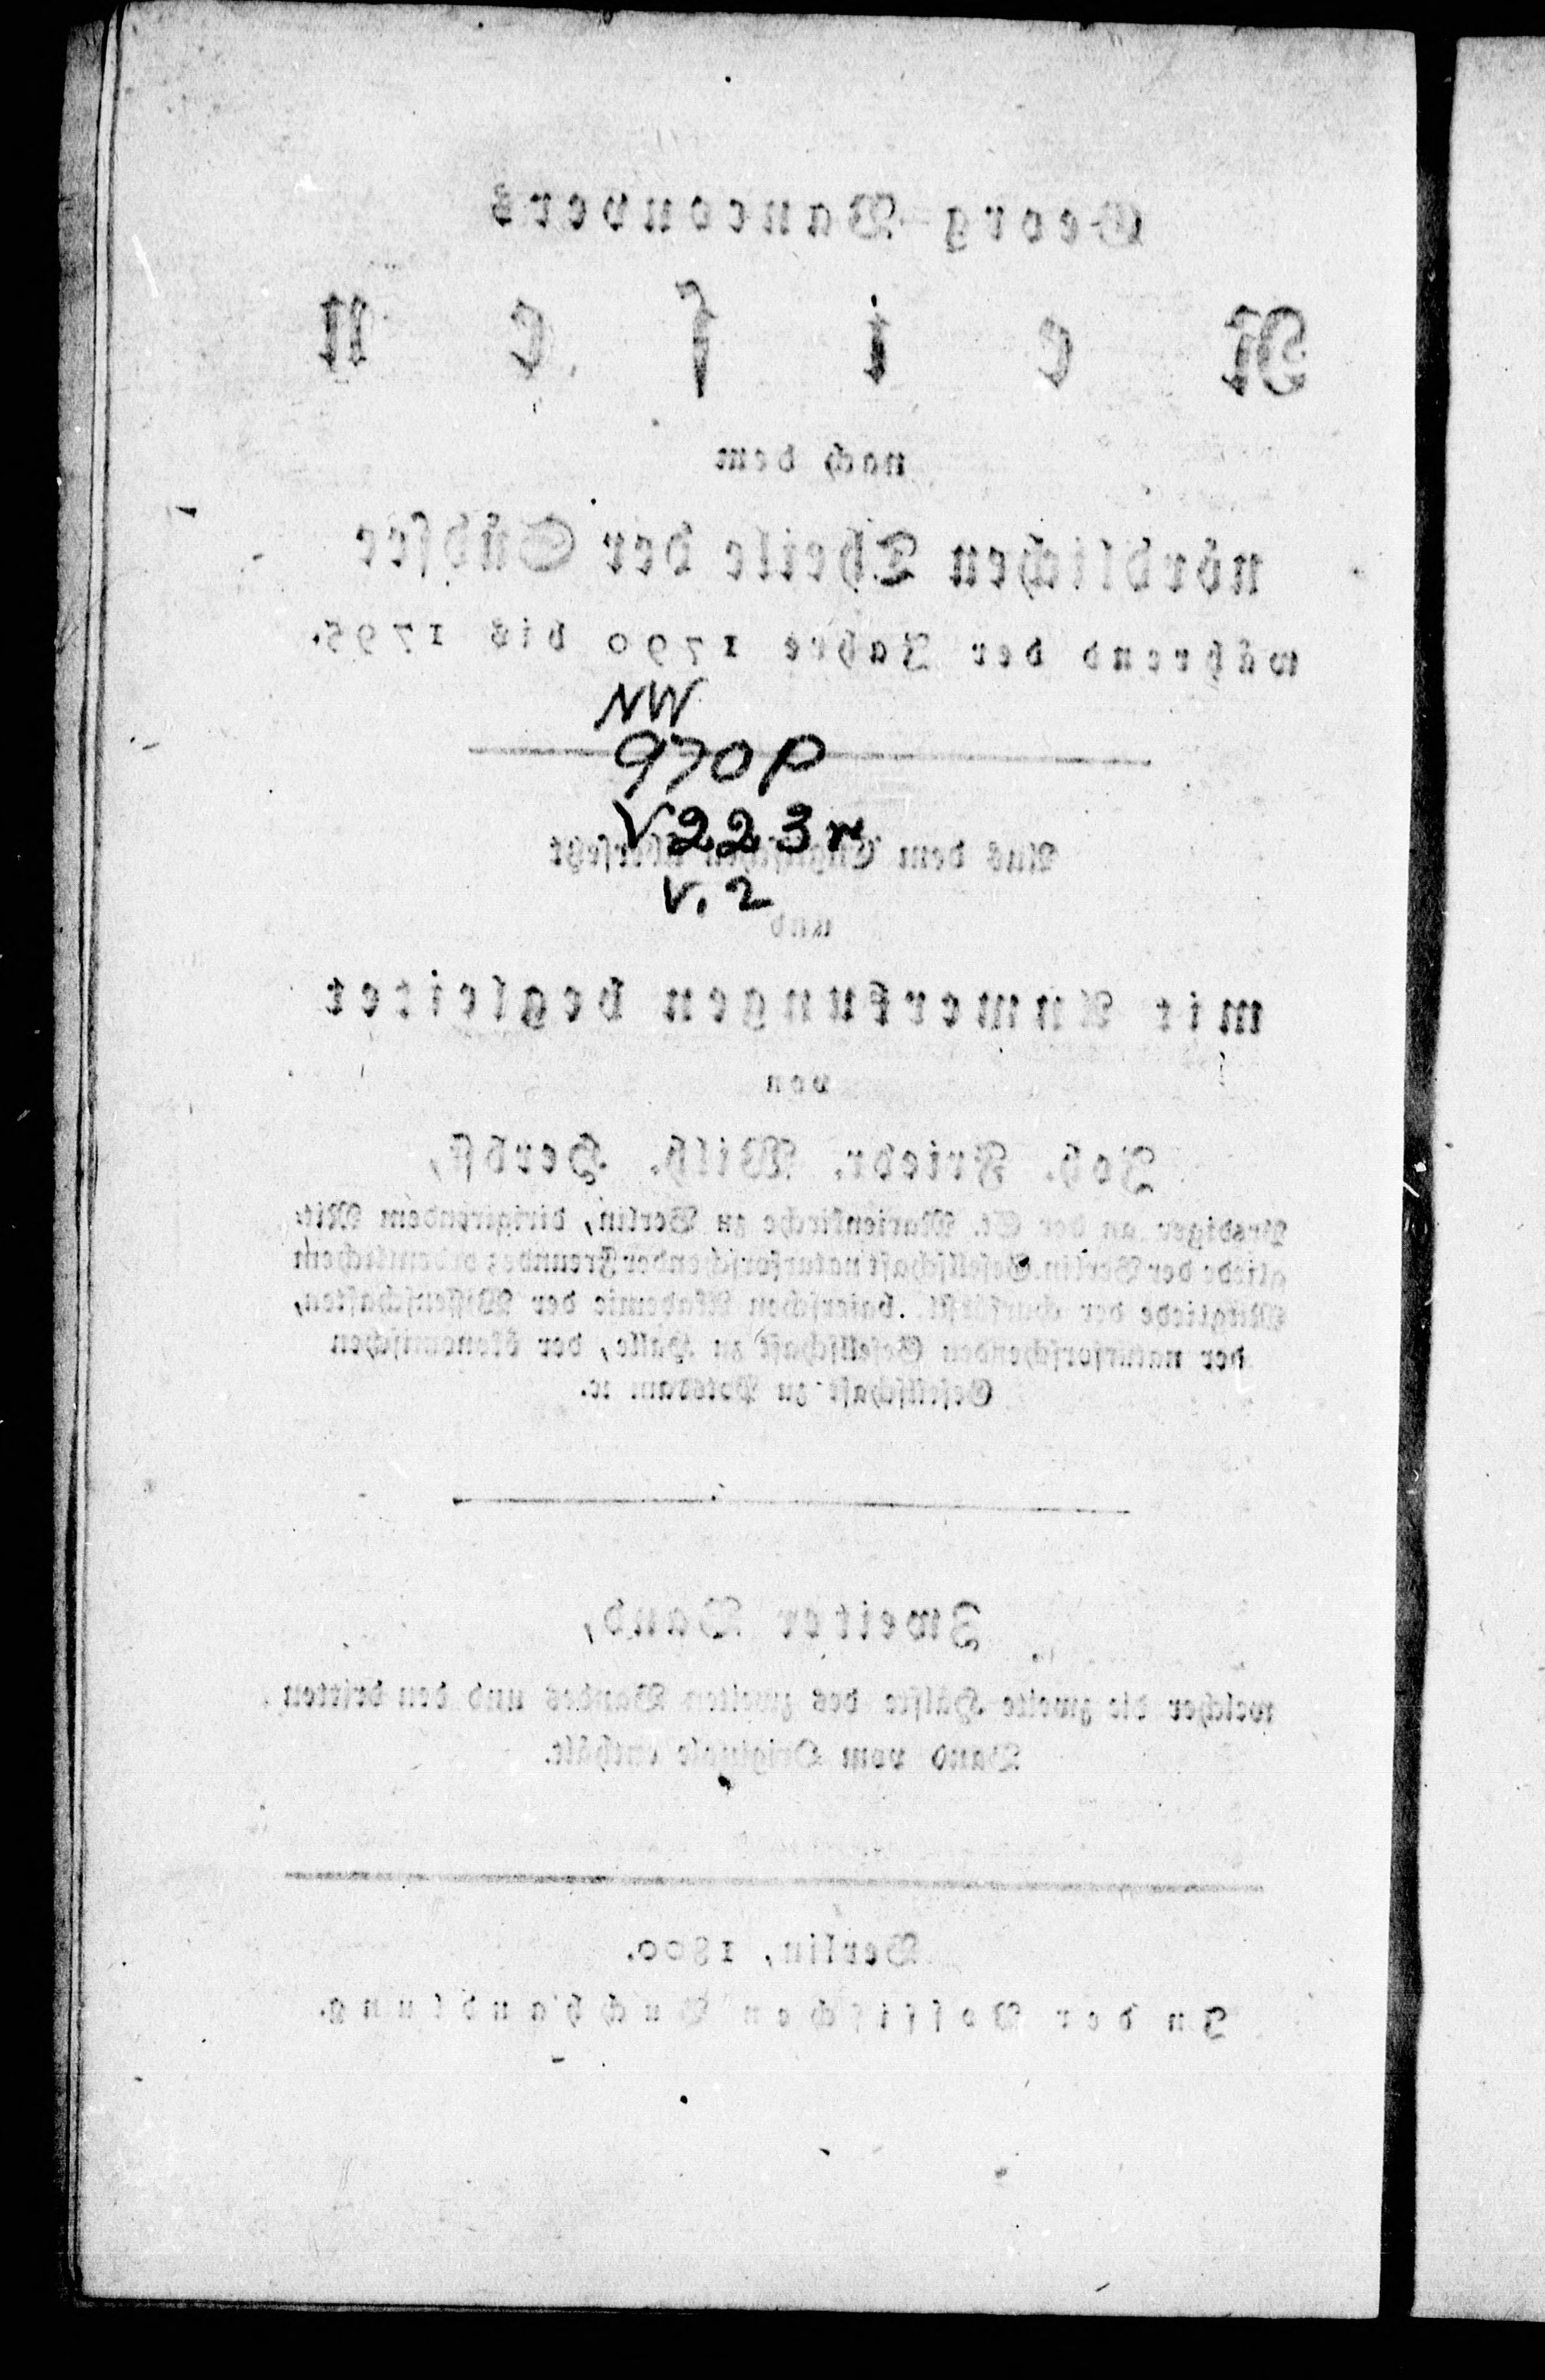 Georg Vancouvers
Reisen
nach dem
nördlichen Theile der Südsee
während der Jahre 1790 bis 1795.
NW
970P
V223r
v. 2
Aus dem Englischen übersetzt
und
mit Anmerkungen begleitet
von
Joh. Friedr. Wilh. Herbst,
Prediger an der St. Marienkirche zu Berlin, dirigirendem Mit-
gliede der Berlin. Gesellschaft naturforschender Freunde; ordentlichem
Mitgliede der churfürstl. baierschen Akademie der Wissenschaften,
der naturforschenden Gesellschaft zu Halle, der ökonomischen
Gesellschaft zu Potsdam ꝛc.
Zweiter Band,
welcher die zweite Hälfte des zweiten Bandes und den dritten
Band vom Originale enthält.
Berlin, 1800.
In der Vossischen Buchhandlung.